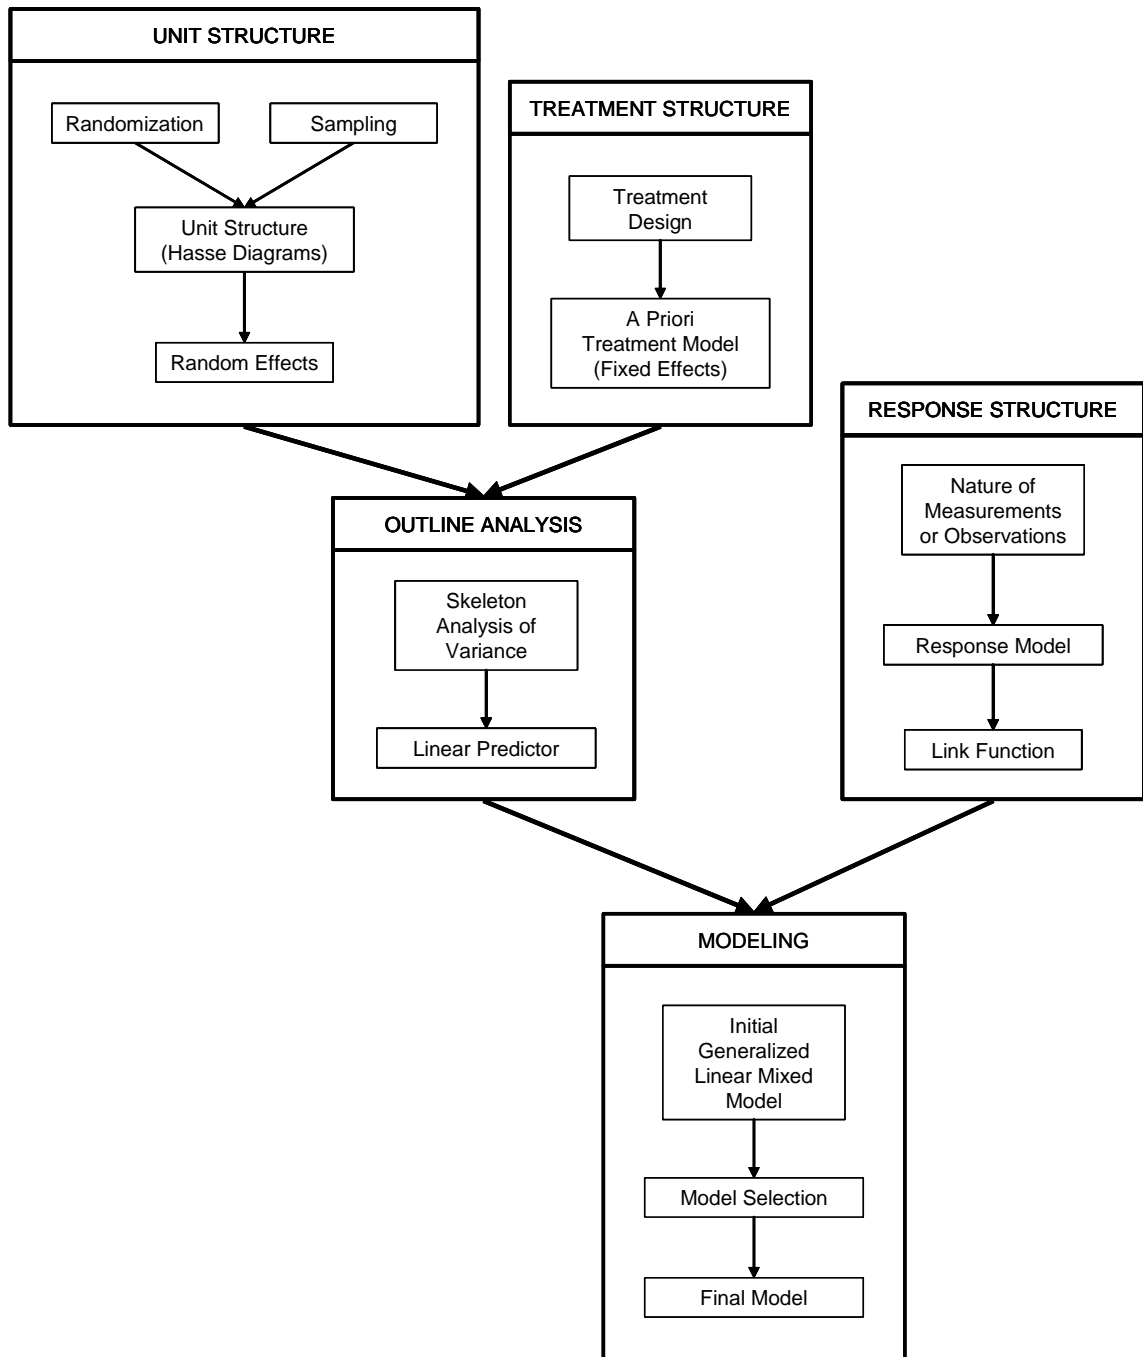 UNIT STRUCTURE
Randomization
Sampling
Unit Structure
(Hasse Diagrams)
Random Effects
TREATMENT STRUCTURE
Treatment
Design
A Priori
Treatment Model
(Fixed Effects)
RESPONSE STRUCTURE
Nature of
Measurements
or Observations
Response Model
Link Function
OUTLINE ANALYSIS
Skeleton
Analysis of
Variance
Linear Predictor
MODELING
Initial
Generalized
Linear Mixed
Model
Model Selection
Final Model